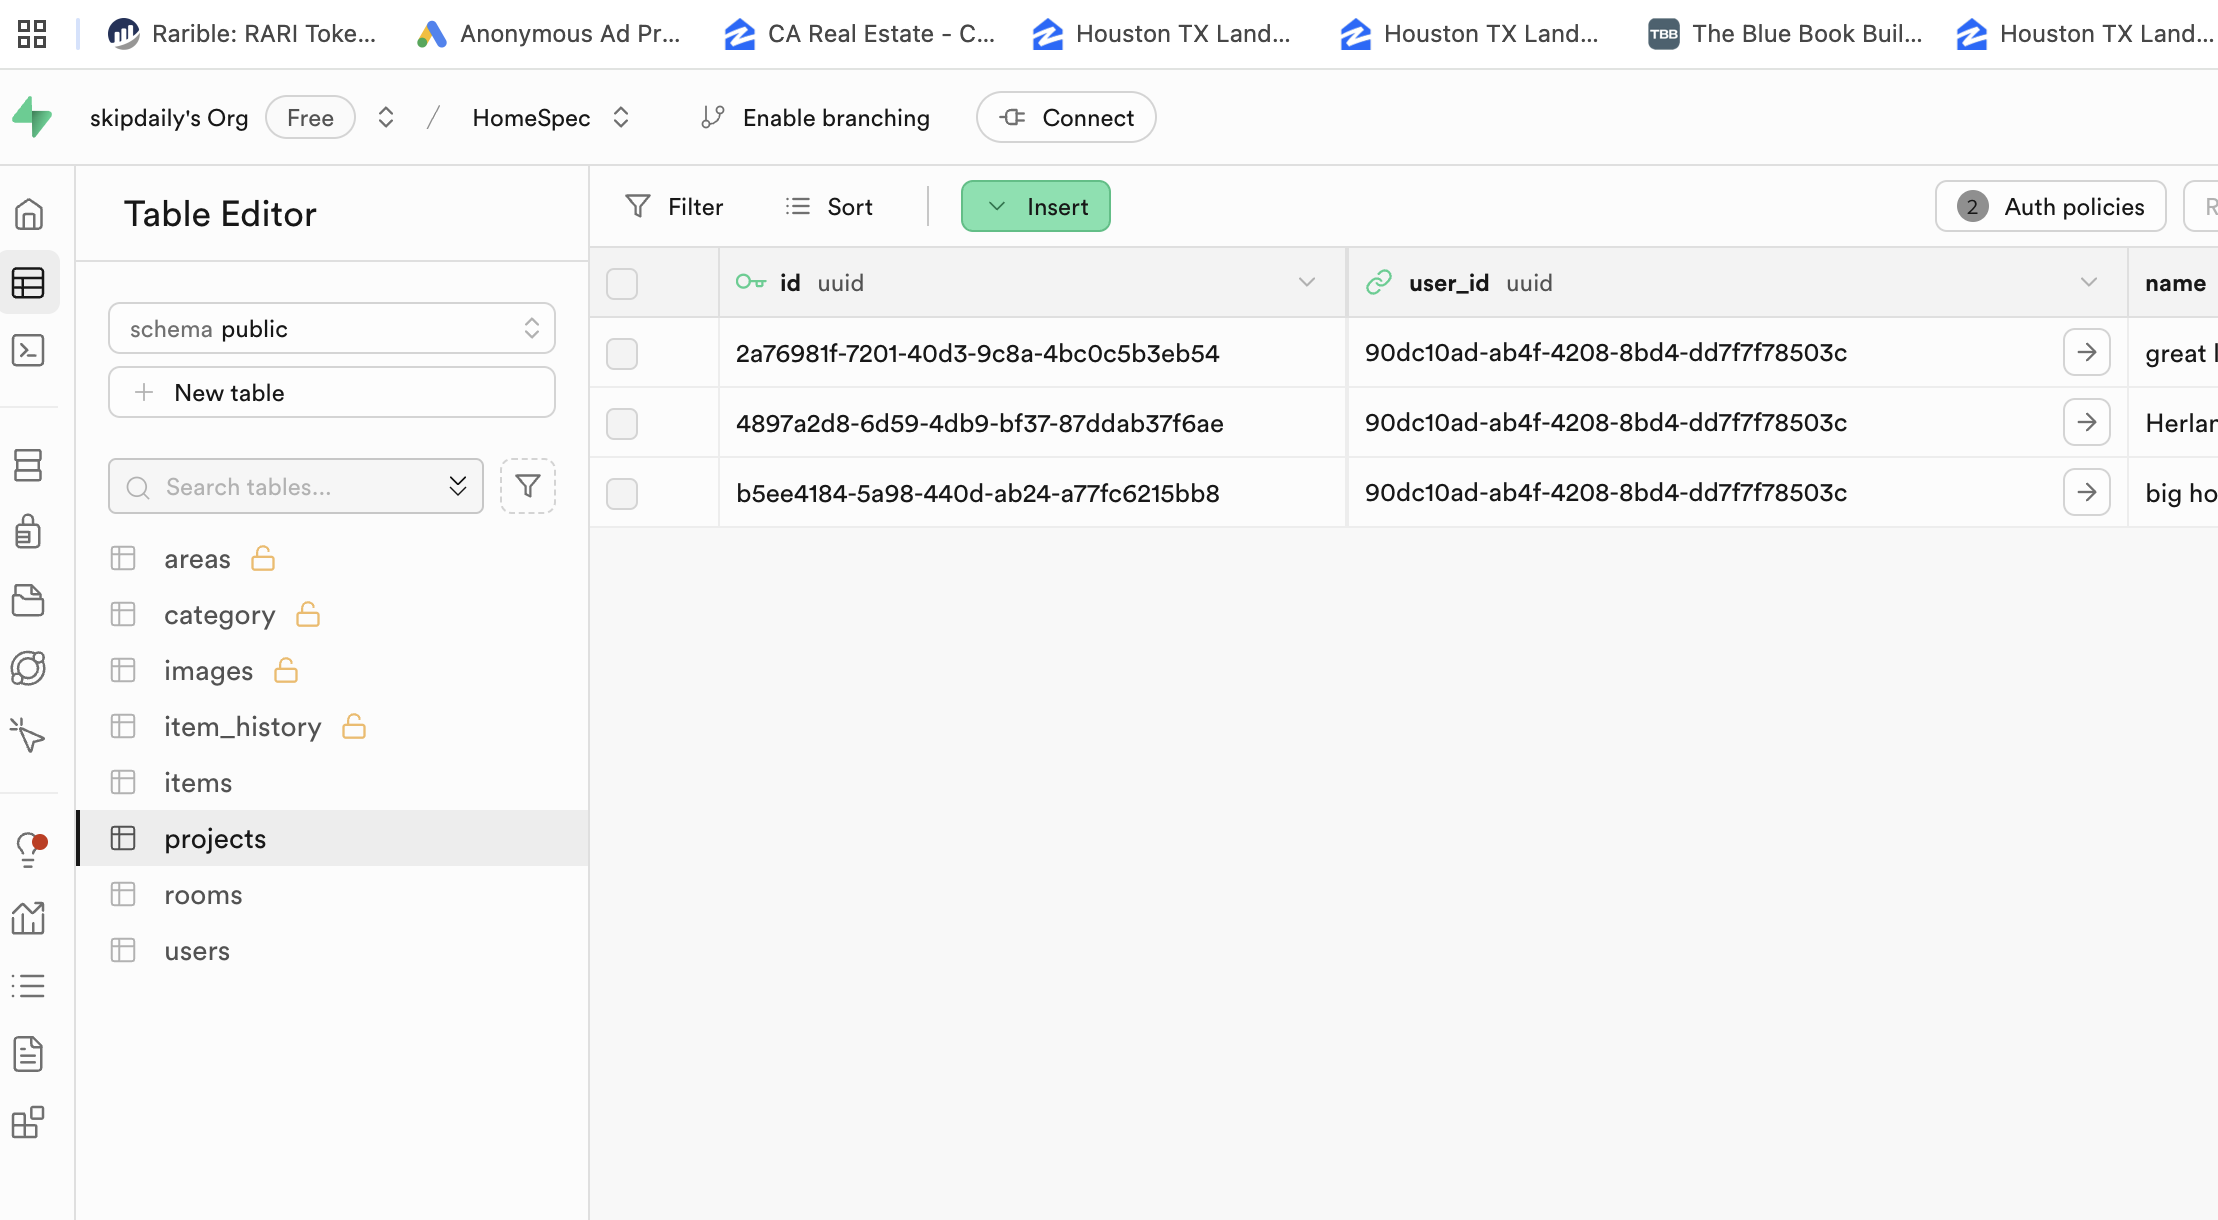 Rarible: RARI Toke...
Anonymous Ad Pr...
CA Real Estate - C...
Houston TX Land...
Houston TX Land...
TBB
The Blue Book Buil...
Houston TX Land...
skipdaily's Org Free / HomeSpec Enable branching Connect
Table Editor
schema public
New table
Search tables...
areas
category
images
item_history
items
projects
rooms
users
Filter Sort Insert 2 Auth policies R
id uuid user_id uuid name
2a76981f-7201-40d3-9c8a-4bc0c5b3eb54 90dc10ad-ab4f-4208-8bd4-dd7f7f78503c great
4897a2d8-6d59-4db9-bf37-87ddab37f6ae 90dc10ad-ab4f-4208-8bd4-dd7f7f78503c Herlan
b5ee4184-5a98-440d-ab24-a77fc6215bb8 90dc10ad-ab4f-4208-8bd4-dd7f7f78503c big ho